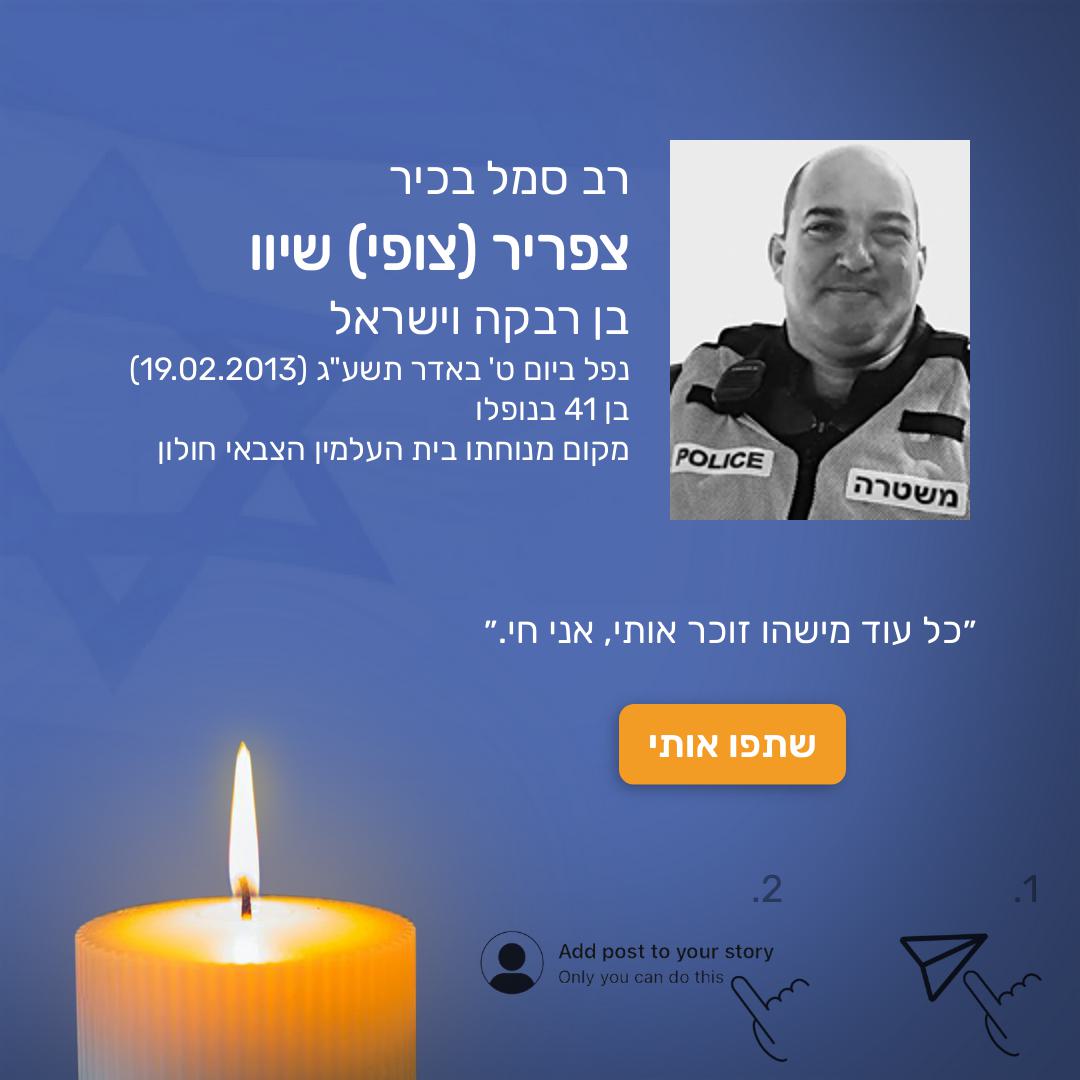 רב סמל בכיר
צפריר (צופי) שיוו
בן רבקה וישראל
נפל ביום ט' באדר תשע"ג (19.02.2013)
בן 41 בנופלו
מקום מנוחתו בית העלמין הצבאי חולון
POLICE
משטרה
״כל עוד מישהו זוכר אותי, אני חי.״
שתפו אותי
1.
2.
Add post to your story
Only you can do this